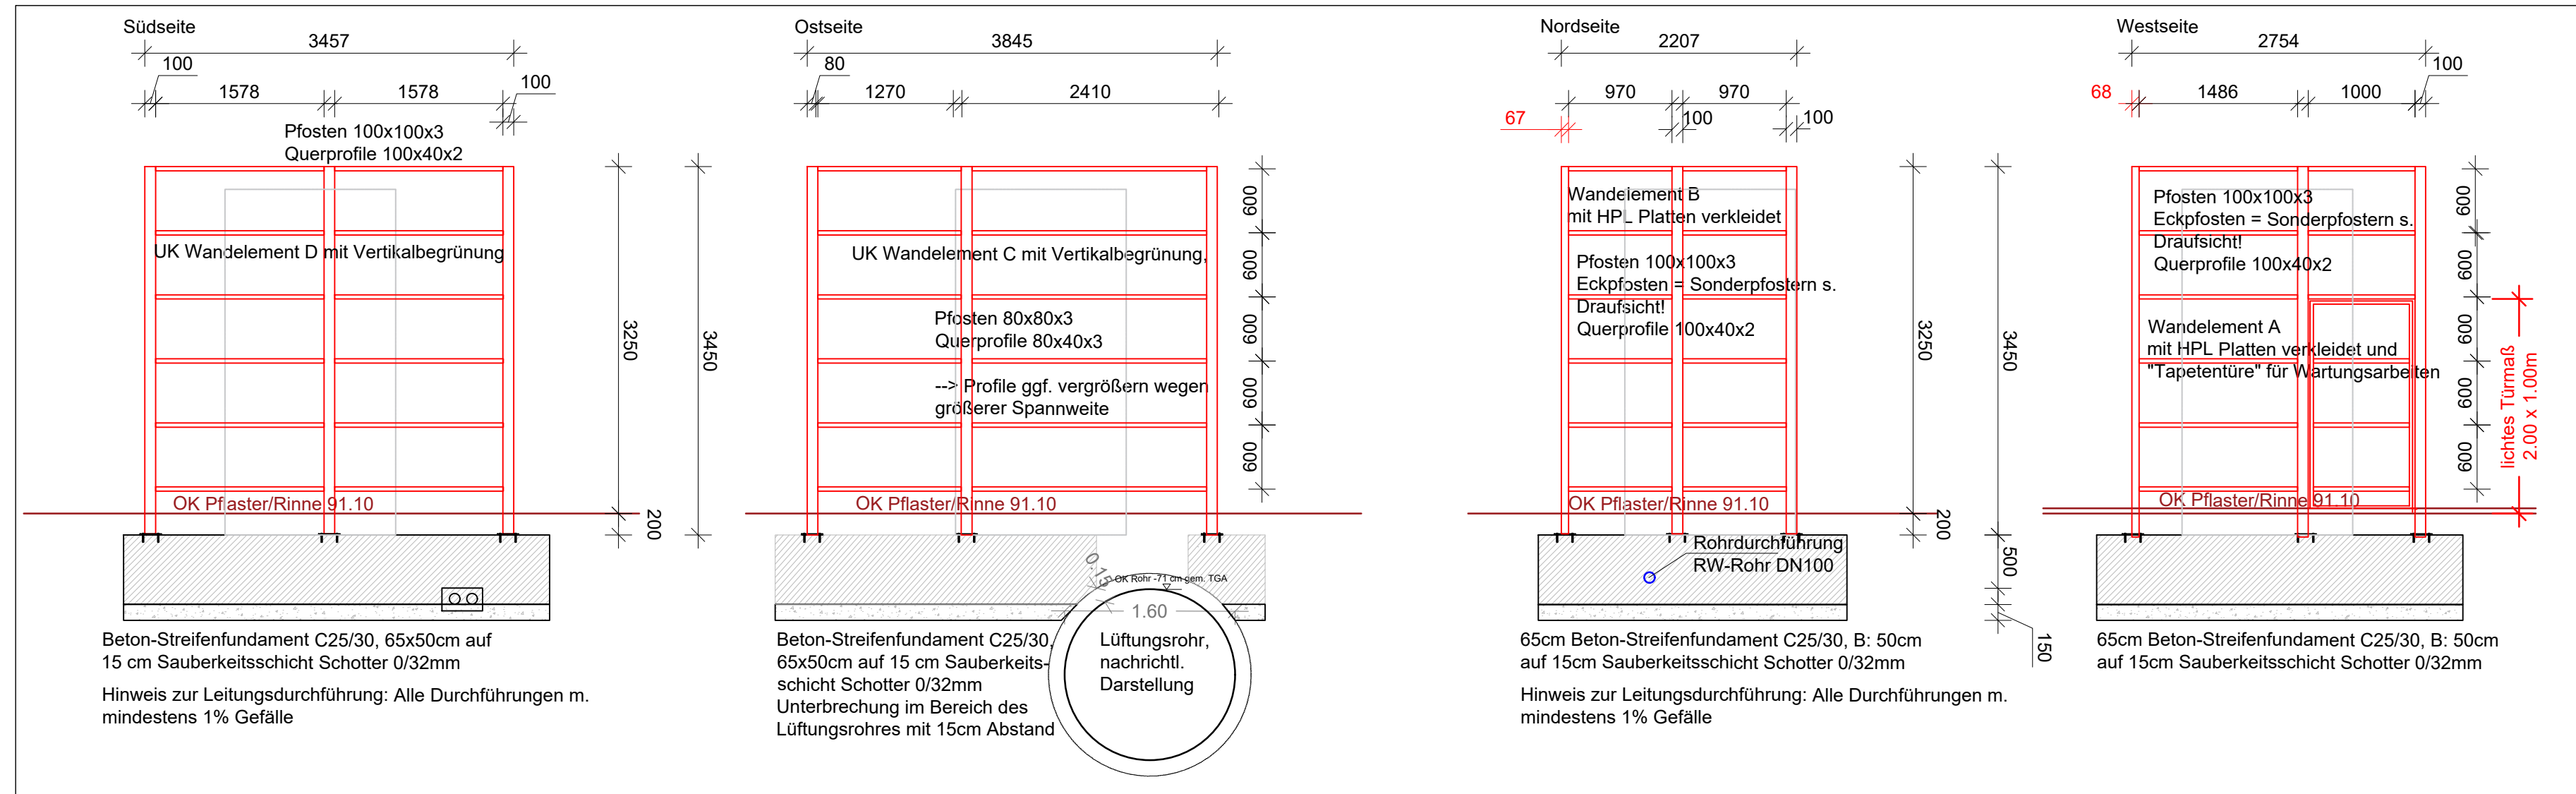 Südseite
3457
100
100
1578
1578
Pfosten 100x100x3
Querprofile 100x40x2
UK Wandelement D mit Vertikalbegrünung
3250
3450
OK Pflaster/Rinne 91.10
200
Beton-Streifenfundament C25/30, 65x50cm auf
15 cm Sauberkeitsschicht Schotter 0/32mm
Hinweis zur Leitungsdurchführung: Alle Durchführungen m.
mindestens 1% Gefälle
Ostseite
3845
80
1270
2410
UK Wandelement C mit Vertikalbegrünung,
Pfosten 80x80x3
Querprofile 80x40x3
--> Profile ggf. vergrößern wegen
größerer Spannweite
600
600
600
600
600
OK Pflaster/Rinne 91.10
0.15
OK Rohr -71 cm gem. TGA
1.60
Beton-Streifenfundament C25/30,
65x50cm auf 15 cm Sauberkeits-
schicht Schotter 0/32mm
Unterbrechung im Bereich des
Lüftungsrohres mit 15cm Abstand
Lüftungsrohr,
nachrichtl.
Darstellung
Nordseite
2207
970
970
67
100
100
Wandelement B
mit HPL Platten verkleidet
Pfosten 100x100x3
Eckpfosten = Sonderpfostern s.
Draufsicht!
Querprofile 100x40x2
3250
3450
OK Pflaster/Rinne 91.10
200
Rohrdurchführung
RW-Rohr DN100
500
150
65cm Beton-Streifenfundament C25/30, B: 50cm
auf 15cm Sauberkeitsschicht Schotter 0/32mm
Hinweis zur Leitungsdurchführung: Alle Durchführungen m.
mindestens 1% Gefälle
Westseite
2754
100
68
1486
1000
Pfosten 100x100x3
Eckpfosten = Sonderpfostern s.
Draufsicht!
Querprofile 100x40x2
Wandelement A
mit HPL Platten verkleidet und
"Tapetentüre" für Wartungsarbeiten
600
600
600
600
600
lichtes Türmaß
2.00 x 1.00m
OK Pflaster/Rinne 91.10
65cm Beton-Streifenfundament C25/30, B: 50cm
auf 15cm Sauberkeitsschicht Schotter 0/32mm